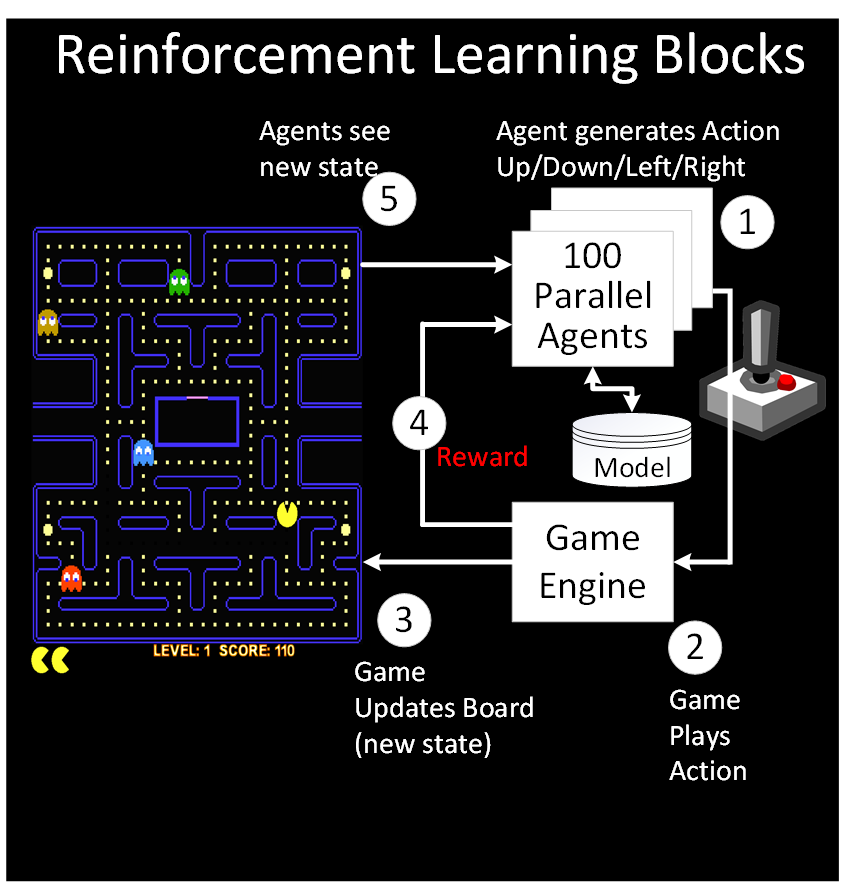 Reinforcement Learning Blocks
Agents see
new state
5
Agent generates Action
Up/Down/Left/Right
1
100
Parallel
Agents
4
Reward
Model
Game
Engine
LEVEL: 1 SCORE: 110
3
Game
Updates Board
(new state)
2
Game
Plays
Action